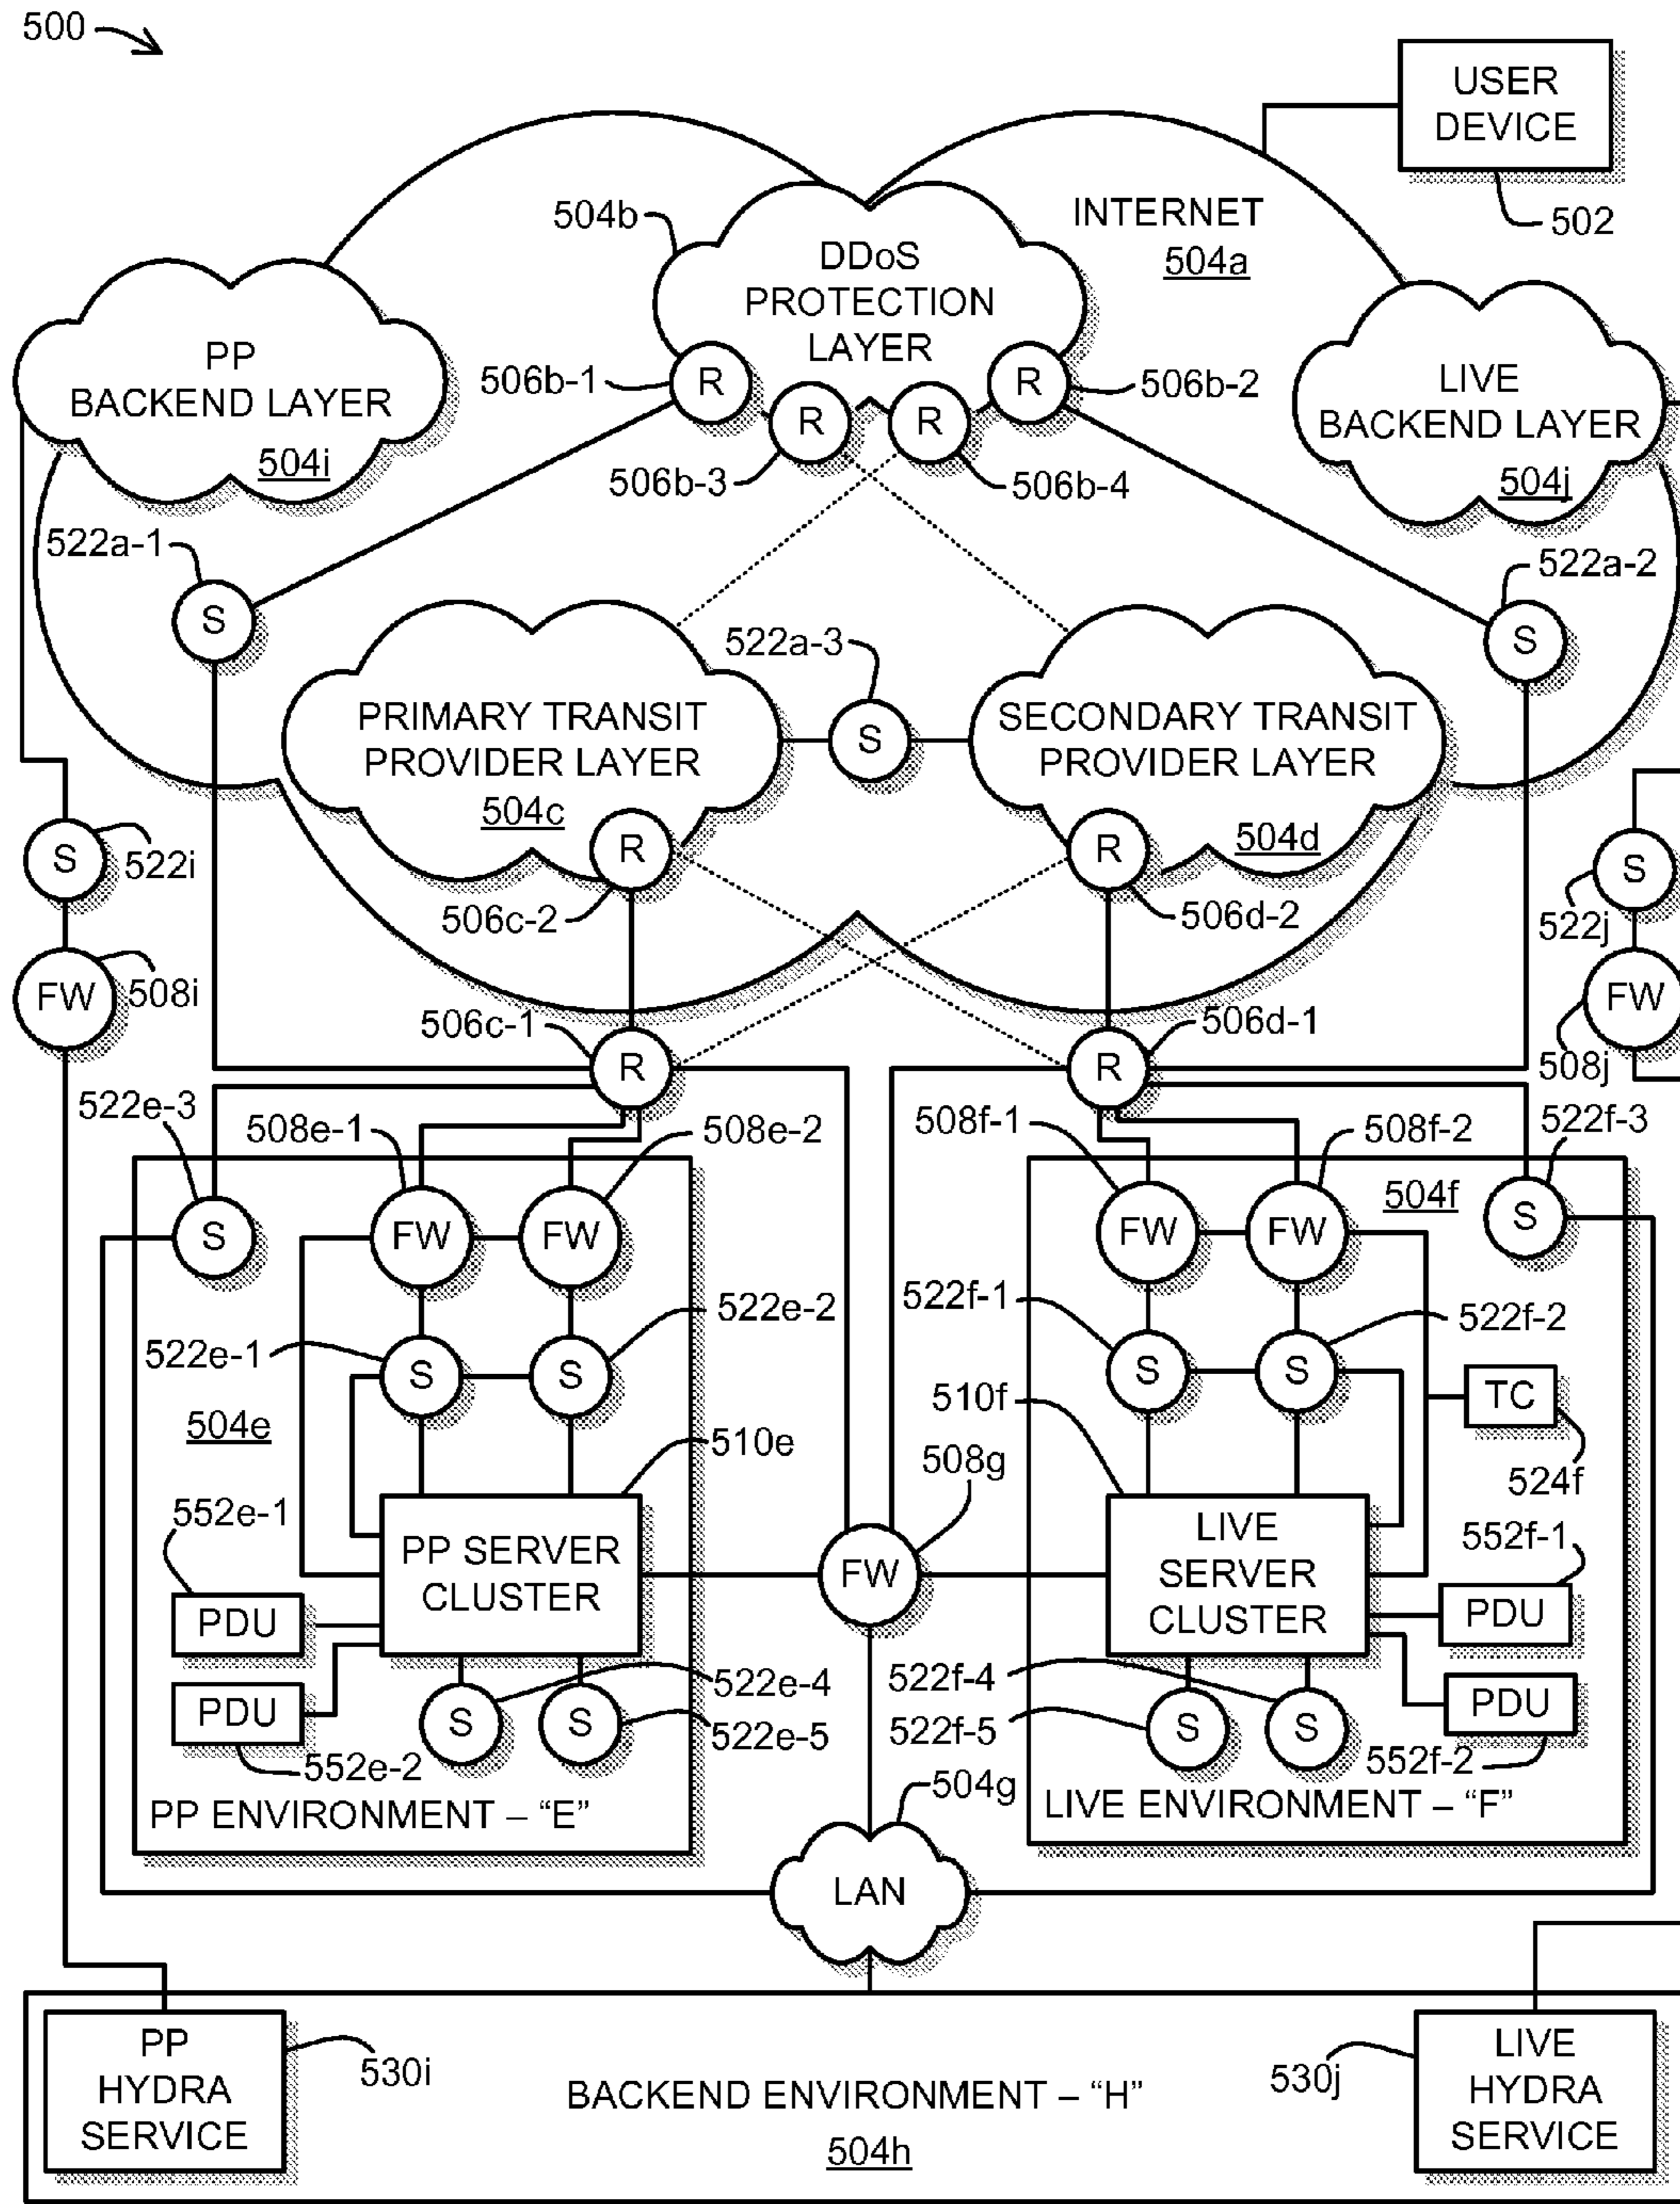 500
USER
DEVICE
502
INTERNET
504a
504b
DDoS
PROTECTION
LAYER
PP
BACKEND LAYER
504i
LIVE
BACKEND LAYER
504j
506b-1
R
R
506b-2
R
R
506b-3
506b-4
522a-1
S
522a-2
S
522a-3
S
PRIMARY TRANSIT
PROVIDER LAYER
504c
R
SECONDARY TRANSIT
PROVIDER LAYER
504d
R
S
522i
S
522j
506c-2
506d-2
FW
508i
FW
508j
506c-1
R
506d-1
R
522e-3
508e-1
508e-2
508f-1
508f-2
522f-3
504f
S
FW
FW
FW
FW
S
522e-2
522f-1
522f-2
522e-1
S
S
S
S
504e
510e
510f
TC
508g
524f
552e-1
PP SERVER
CLUSTER
FW
LIVE
SERVER
CLUSTER
552f-1
PDU
PDU
522e-4
522f-4
PDU
S
S
522e-5
522f-5
S
S
PDU
552e-2
552f-2
504g
PP ENVIRONMENT – “E”
LIVE ENVIRONMENT – “F”
LAN
PP
HYDRA
SERVICE
530i
BACKEND ENVIRONMENT – “H”
504h
530j
LIVE
HYDRA
SERVICE